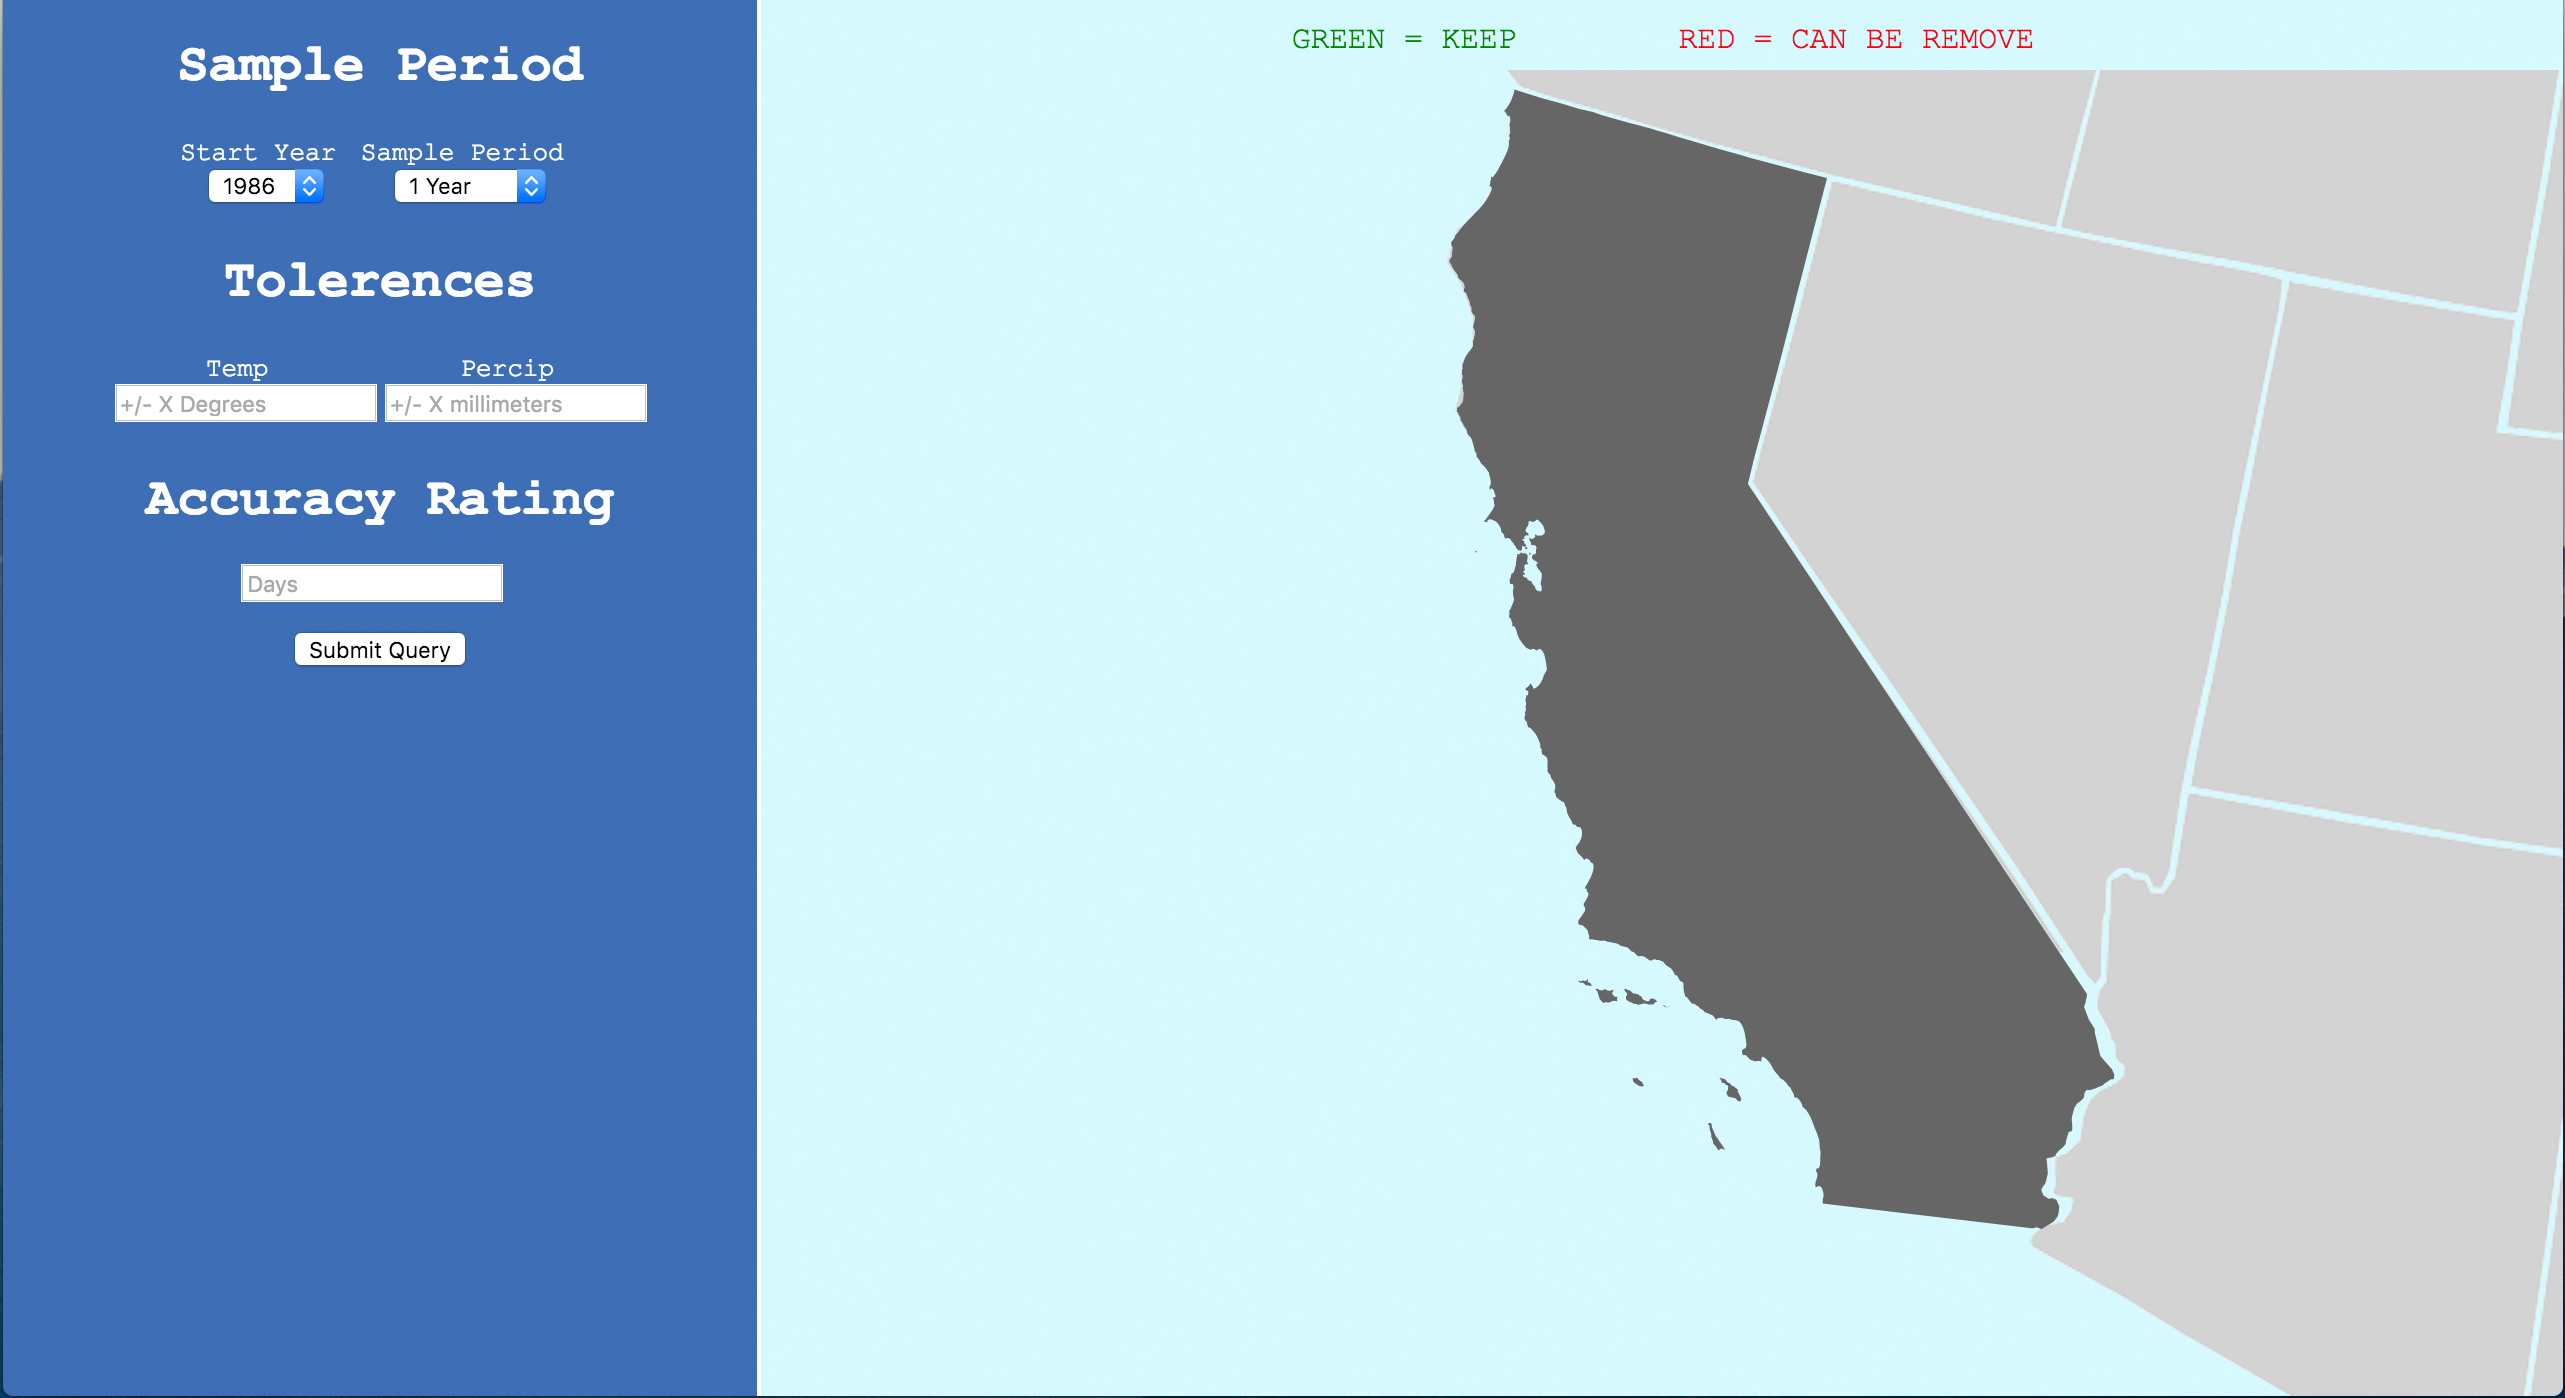 Sample Period
Start Year Sample Period
1986 1 Year
Tolerences
Temp Percip
+/- X Degrees +/- X millimeters
Accuracy Rating
Days
Submit Query
GREEN = KEEP RED = CAN BE REMOVE